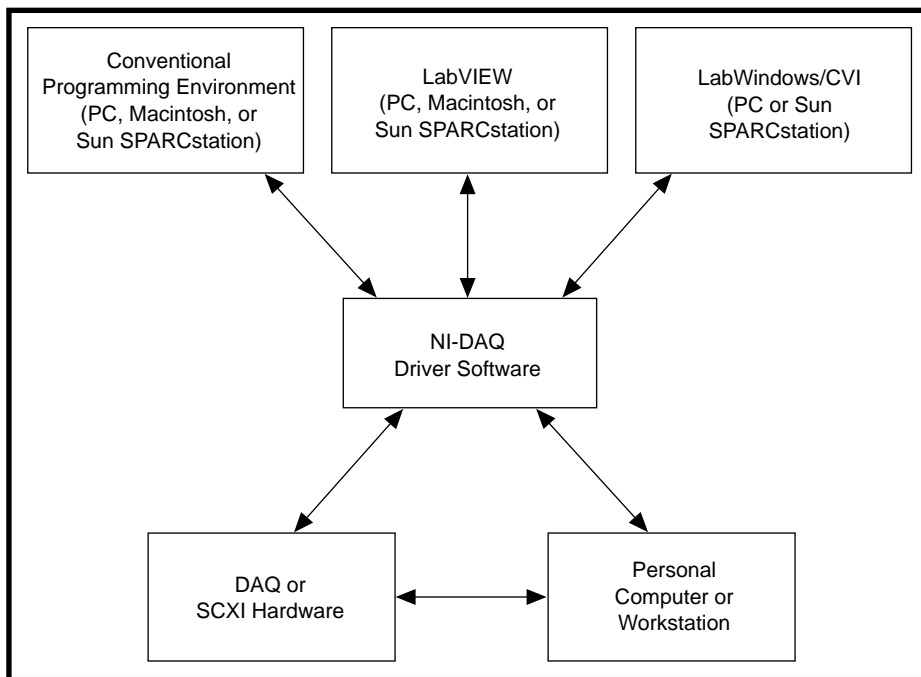 Conventional
Programming Environment
(PC, Macintosh, or
Sun SPARCstation)
LabVIEW
(PC, Macintosh, or
Sun SPARCstation)
LabWindows/CVI
(PC or Sun
SPARCstation)
NI-DAQ
Driver Software
DAQ or
SCXI Hardware
Personal
Computer or
Workstation